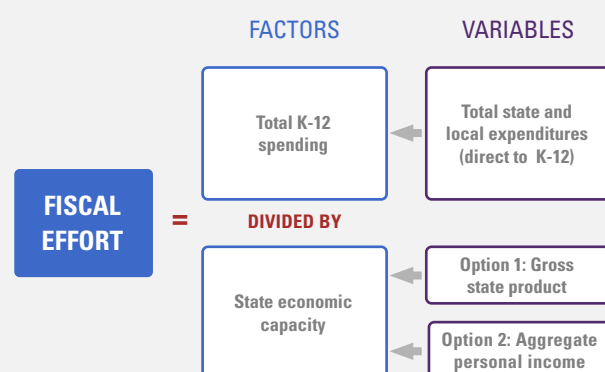 FACTORS
VARIABLES
Total K-12
spending
Total state and
local expenditures
(direct to K-12)
FISCAL
EFFORT
=
DIVIDED BY
State economic
capacity
Option 1: Gross
state product
Option 2: Aggregate
personal income